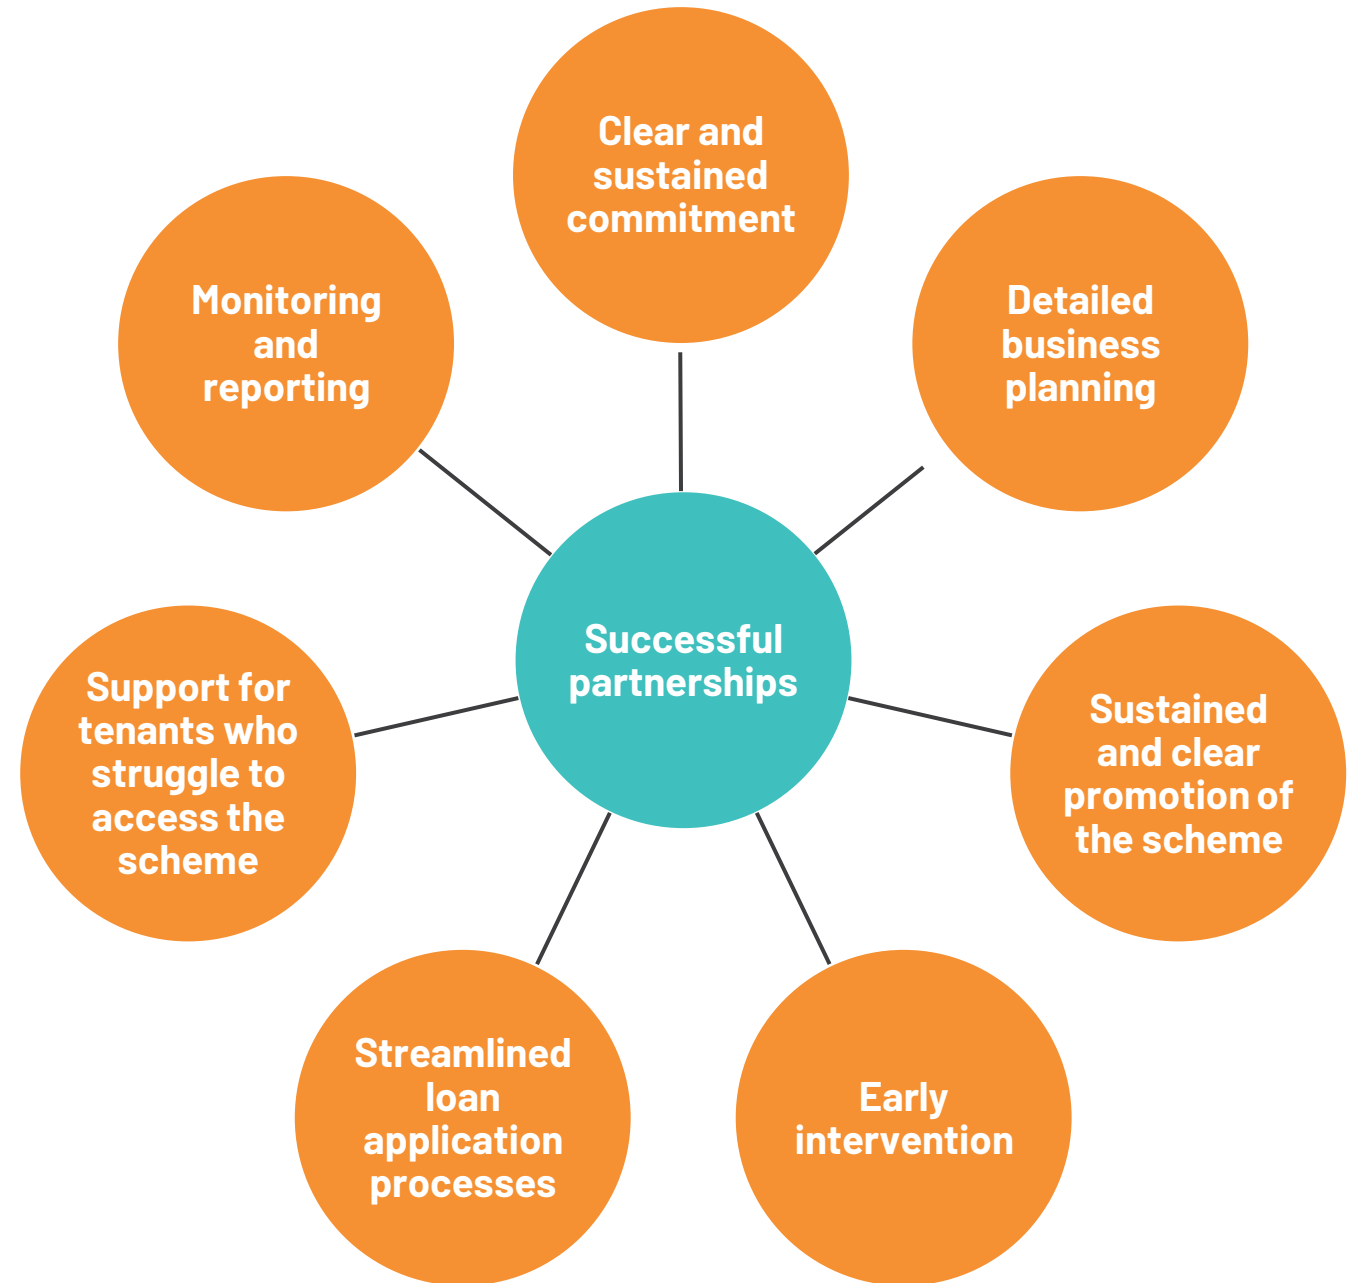 Clear and
sustained
commitment
Detailed
business
planning
Sustained
and clear
promotion of
the scheme
Early
intervention
Streamlined
loan
application
processes
Support for
tenants who
struggle to
access the
scheme
Monitoring
and
reporting
Successful
partnerships